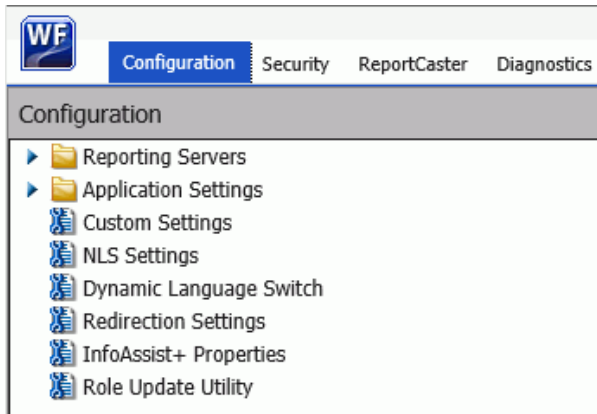 WF
Configuration Security ReportCaster Diagnostics
Configuration
Reporting Servers
Application Settings
Custom Settings
NLS Settings
Dynamic Language Switch
Redirection Settings
InfoAssist+ Properties
Role Update Utility